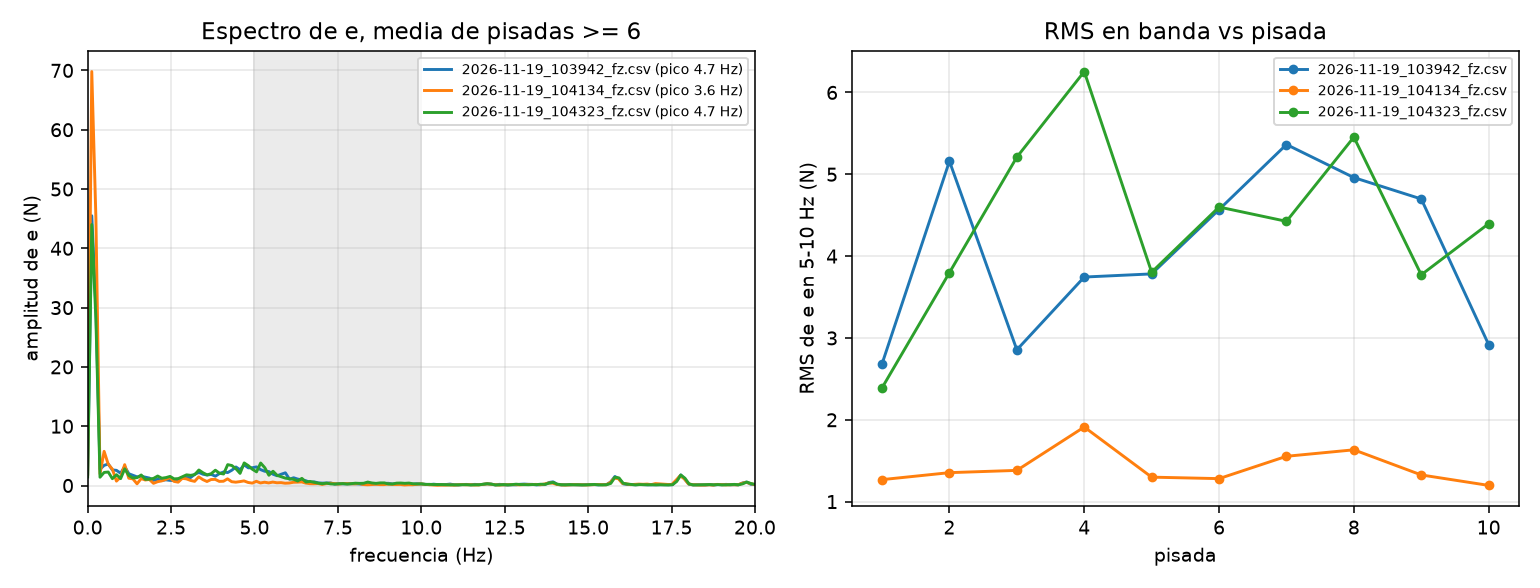 Espectro de e, media de pisadas >= 6
70
60
50
40
30
20
10
0
amplitud de e (N)
2026-11-19_103942_fz.csv (pico 4.7 Hz)
2026-11-19_104134_fz.csv (pico 3.6 Hz)
2026-11-19_104323_fz.csv (pico 4.7 Hz)
0.0 2.5 5.0 7.5 10.0 12.5 15.0 17.5 20.0
frecuencia (Hz)
RMS en banda vs pisada
6
5
4
3
2
1
RMS de e en 5-10 Hz (N)
2026-11-19_103942_fz.csv
2026-11-19_104134_fz.csv
2026-11-19_104323_fz.csv
2 4 6 8 10
pisada